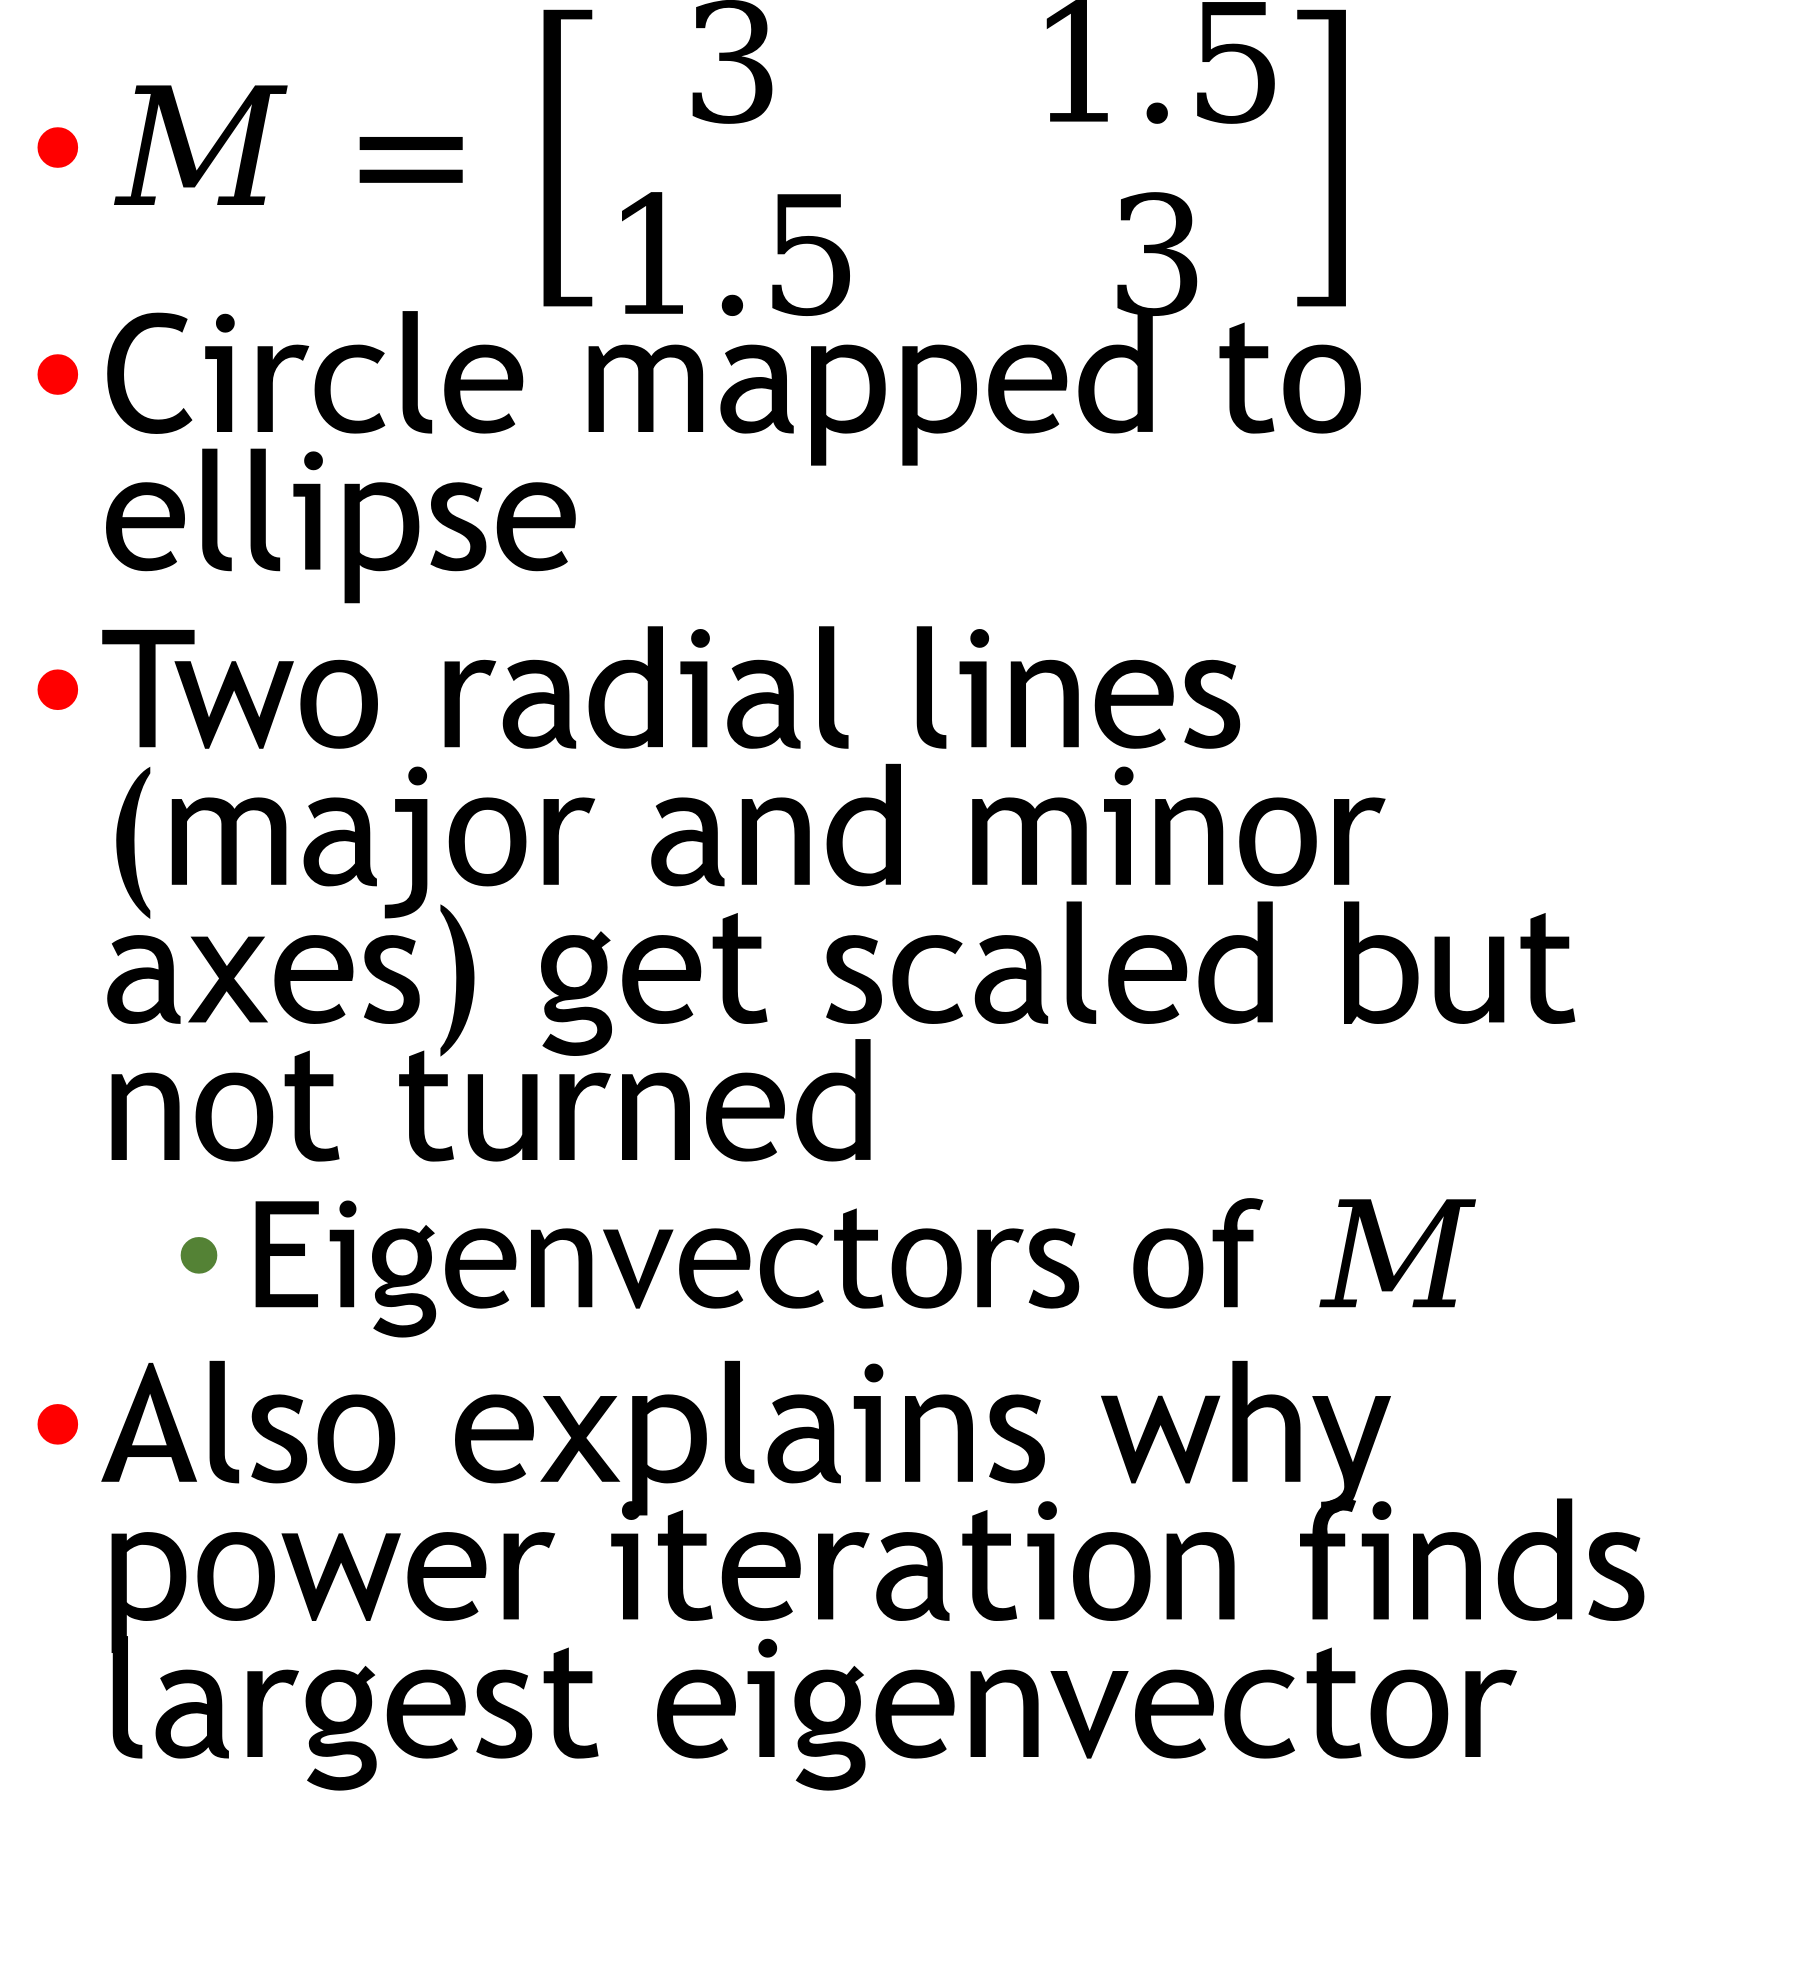 • M = [ 3 1.5
1.5 3 ]
• Circle mapped to
ellipse
• Two radial lines
(major and minor
axes) get scaled but
not turned
• Eigenvectors of M
• Also explains why
power iteration finds
largest eigenvector